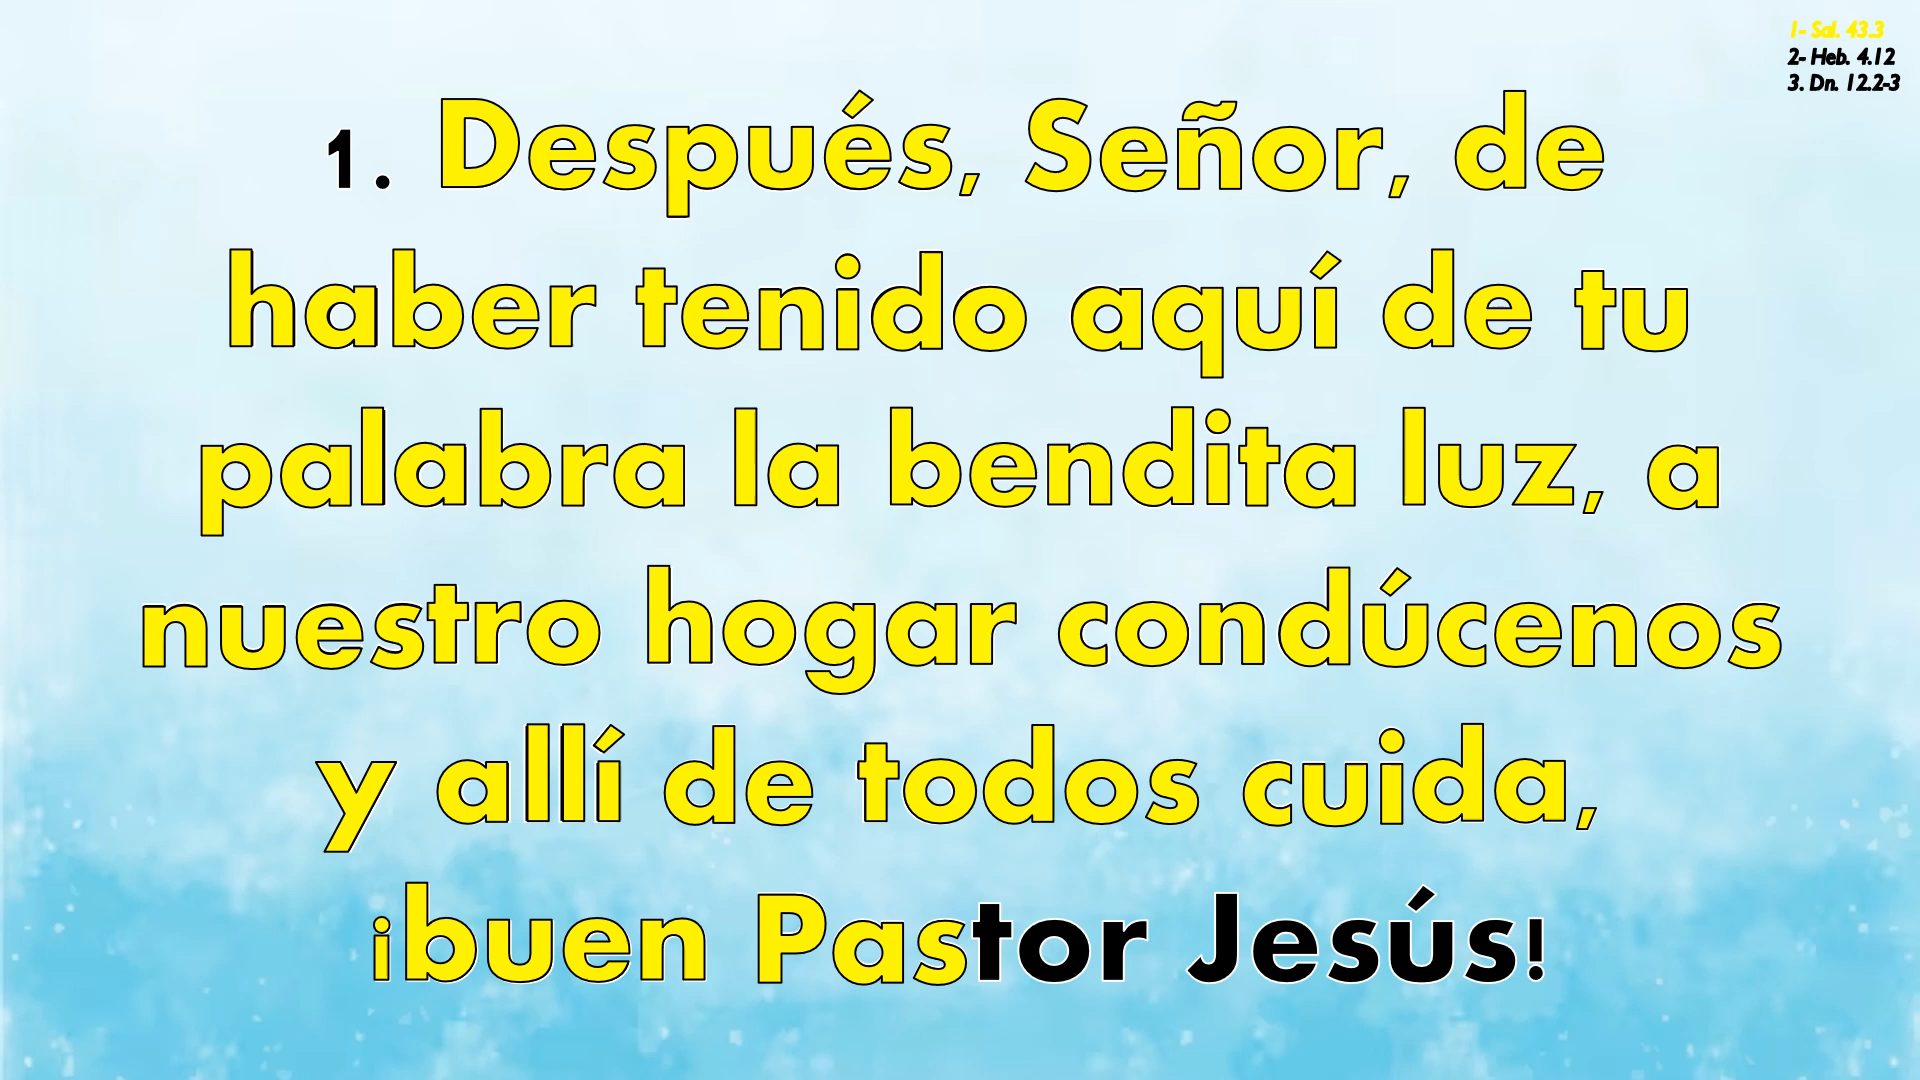 1- Sal. 43.3
2- Heb. 4.12
3. Dn. 12.2-3
1. Después, Señor, de
haber tenido aquí de tu
palabra la bendita luz, a
nuestro hogar condúcenos
y allí de todos cuida,
¡buen Pastor Jesús!